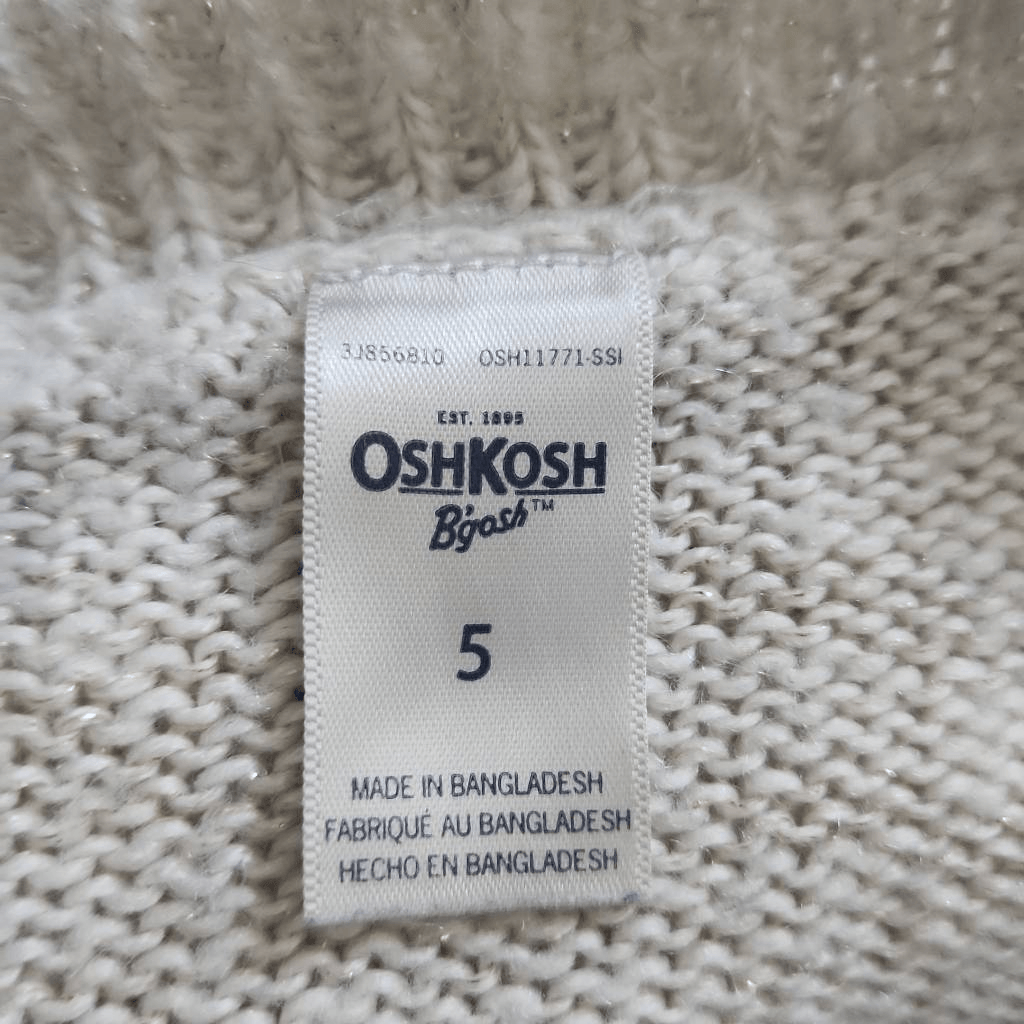 3J856810 OSH11771-SSI
EST. 1895
OSHKOSH
B'gosh™
5
MADE IN BANGLADESH
FABRIQUÉ AU BANGLADESH
HECHO EN BANGLADESH